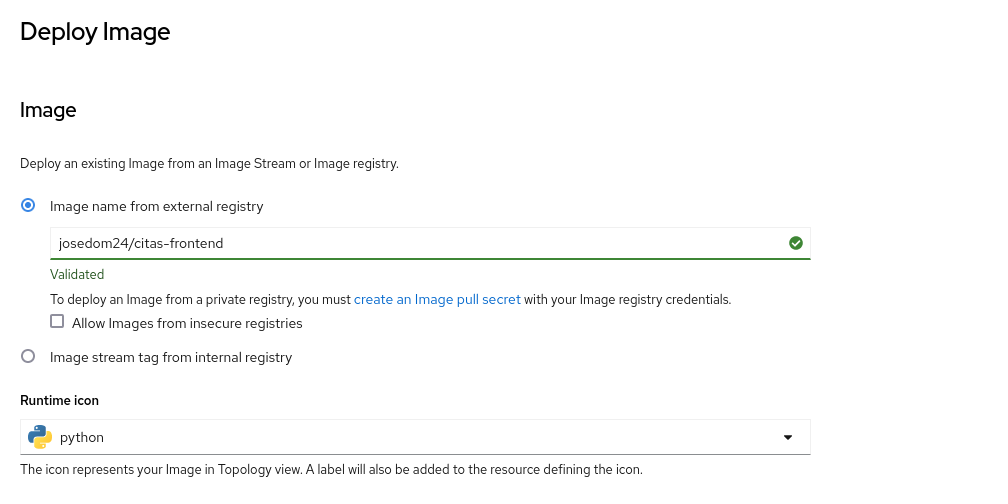 Deploy Image
Image
Deploy an existing Image from an Image Stream or Image registry.
Image name from external registry
josedom24/citas-frontend
Validated
To deploy an Image from a private registry, you must create an Image pull secret with your Image registry credentials.
Allow Images from insecure registries
Image stream tag from internal registry
Runtime icon
python
The icon represents your Image in Topology view. A label will also be added to the resource defining the icon.